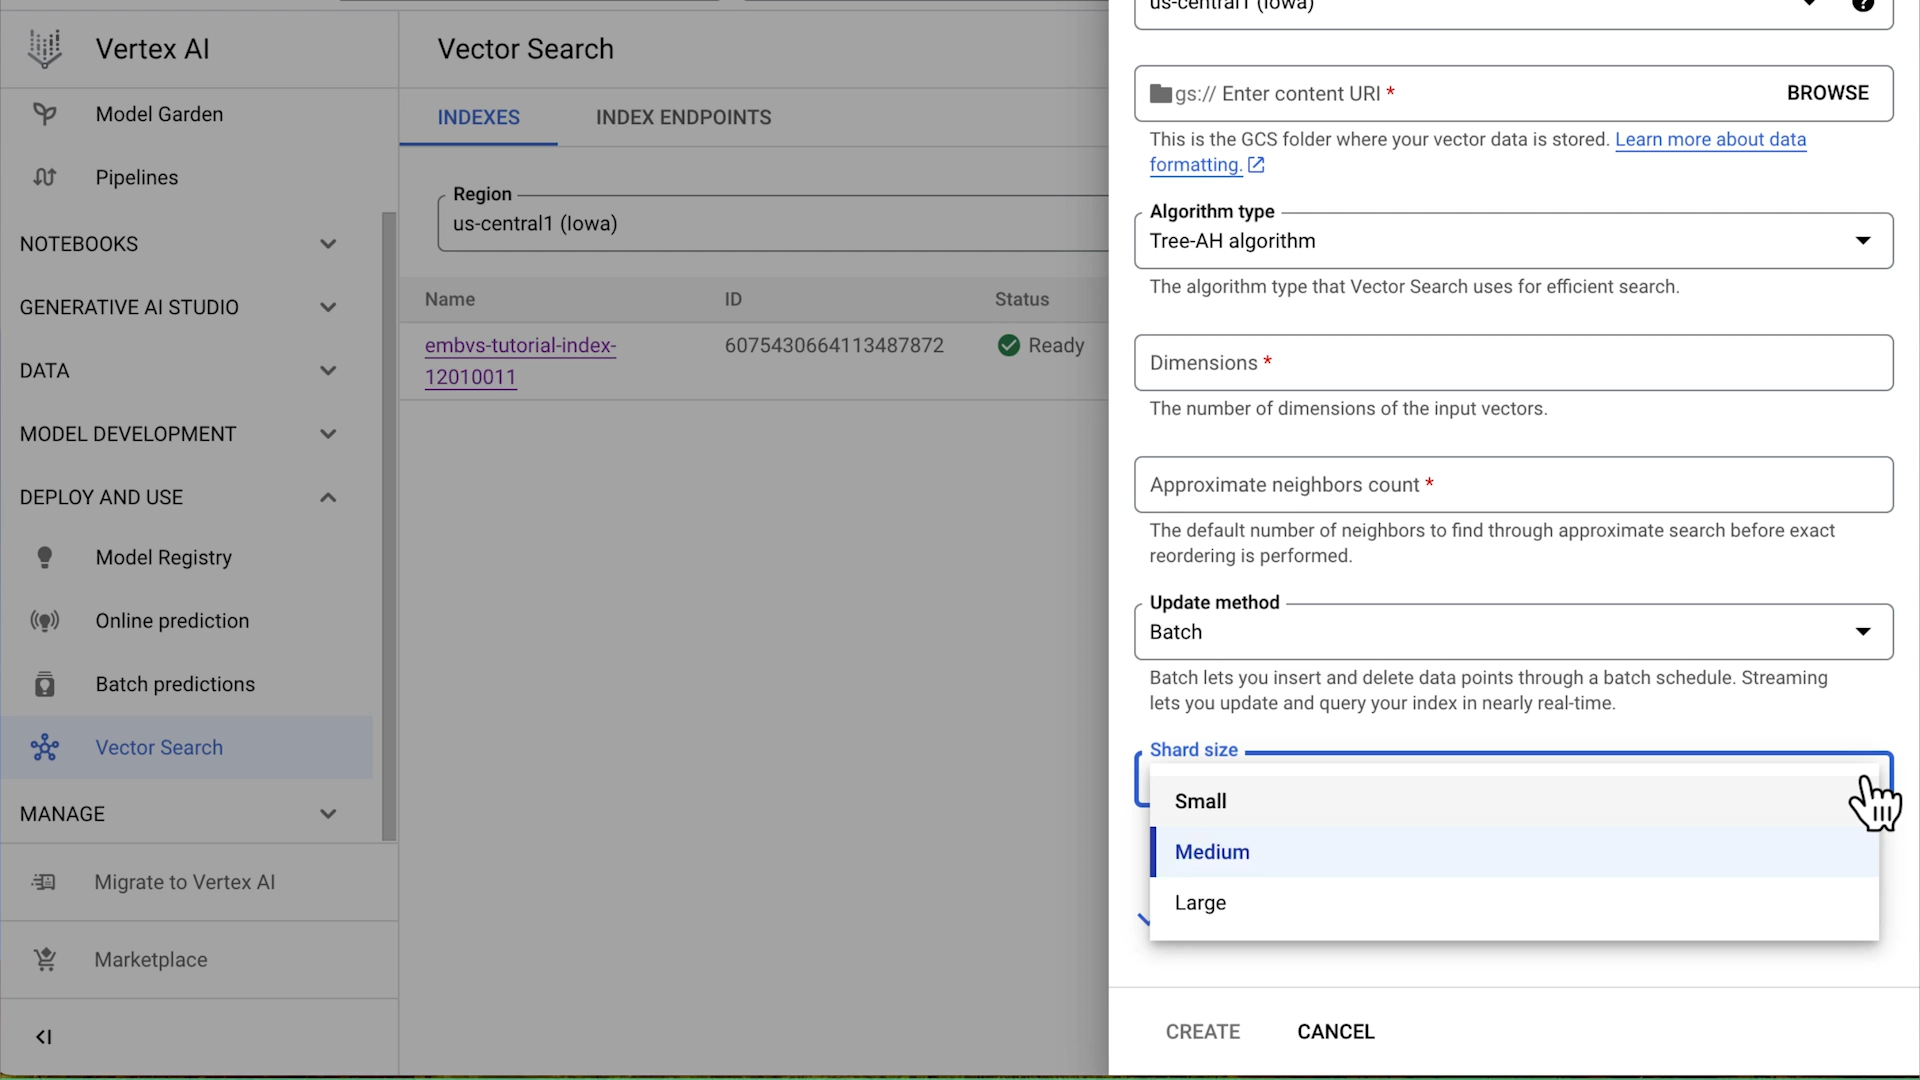 Vertex AI
Model Garden
Pipelines
NOTEBOOKS
GENERATIVE AI STUDIO
DATA
MODEL DEVELOPMENT
DEPLOY AND USE
Model Registry
Online prediction
Batch predictions
Vector Search
MANAGE
Migrate to Vertex AI
Marketplace
Vector Search
INDEXES
INDEX ENDPOINTS
Region
us-central1 (Iowa)
Name
ID
Status
embvs-tutorial-index-
12010011
6075430664113487872
Ready
us-central1 (Iowa)
gs:// Enter content URI *
BROWSE
This is the GCS folder where your vector data is stored. Learn more about data
formatting.
Algorithm type
Tree-AH algorithm
The algorithm type that Vector Search uses for efficient search.
Dimensions *
The number of dimensions of the input vectors.
Approximate neighbors count *
The default number of neighbors to find through approximate search before exact
reordering is performed.
Update method
Batch
Batch lets you insert and delete data points through a batch schedule. Streaming
lets you update and query your index in nearly real-time.
Shard size
Small
Medium
Large
CREATE
CANCEL